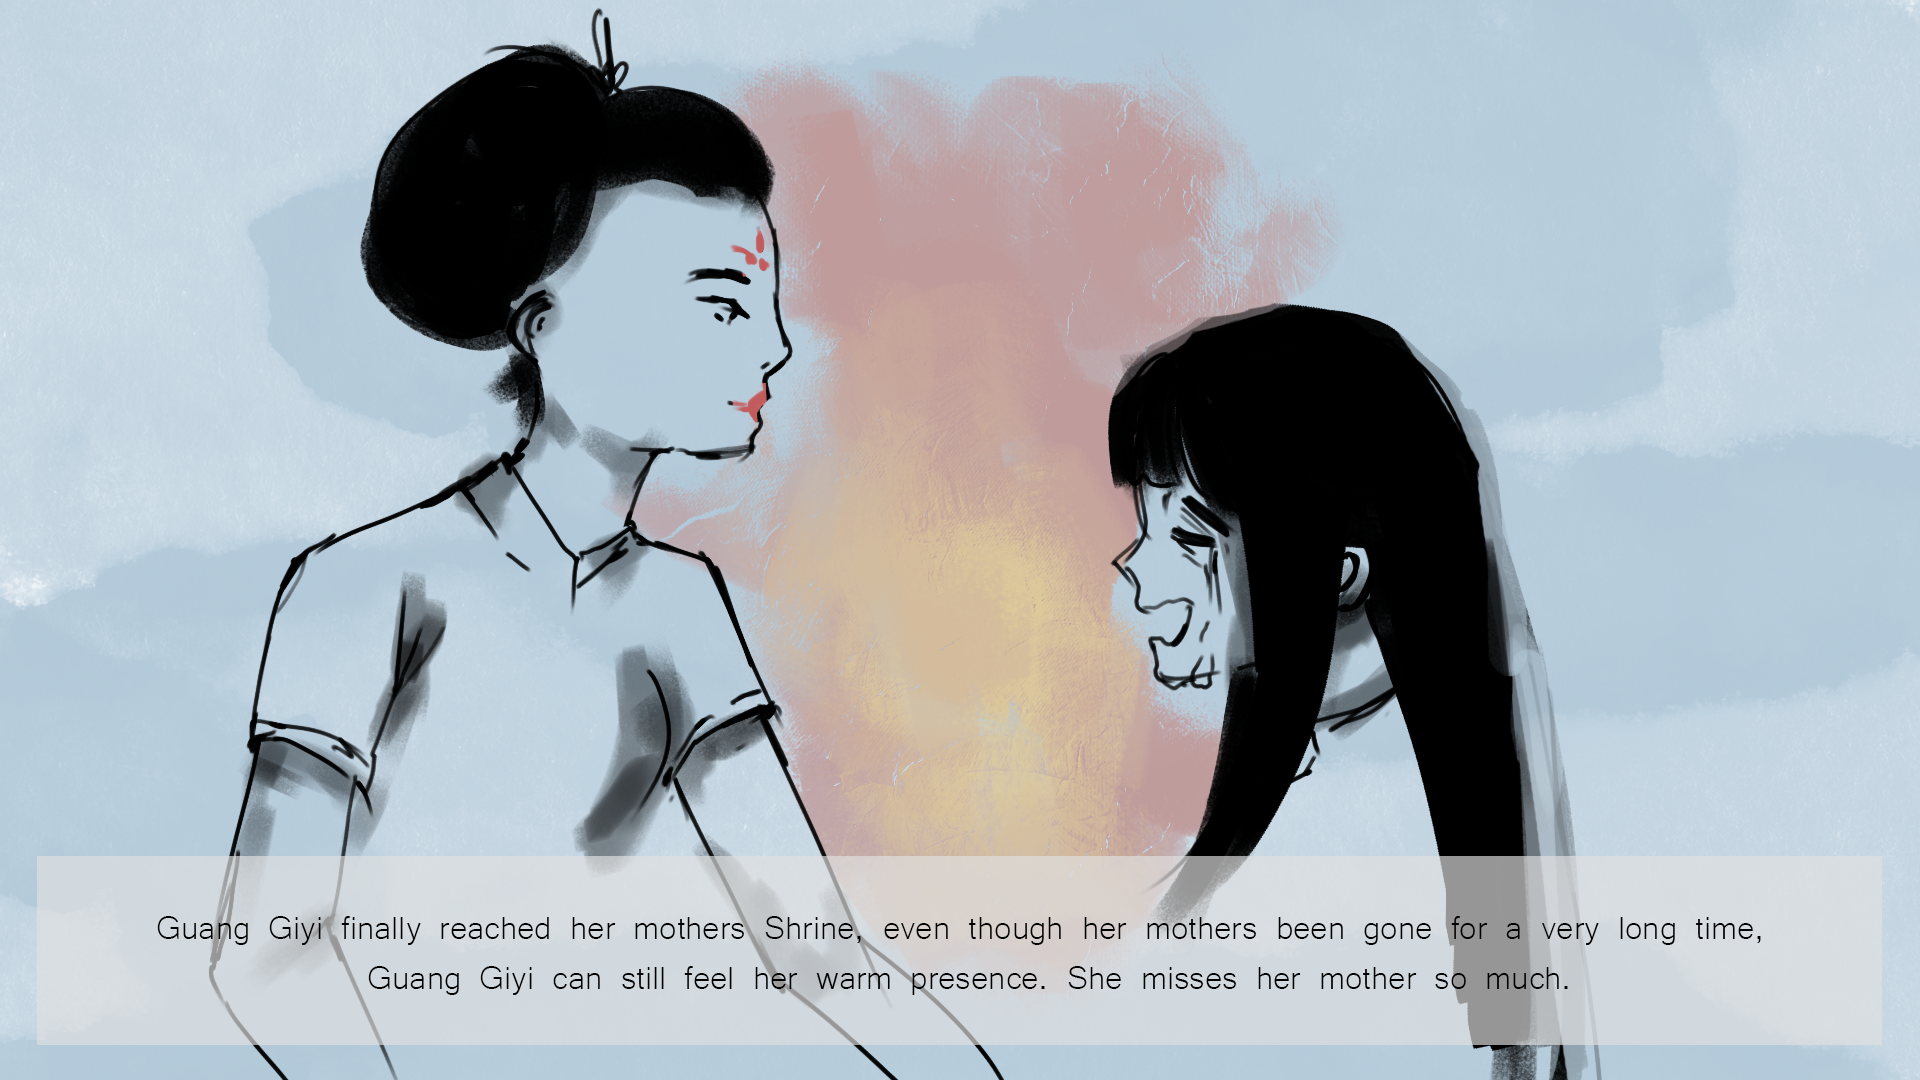 Guang Giyi finally reached her mothers Shrine, even though her mothers been gone for a very long time,
Guang Giyi can still feel her warm presence. She misses her mother so much.